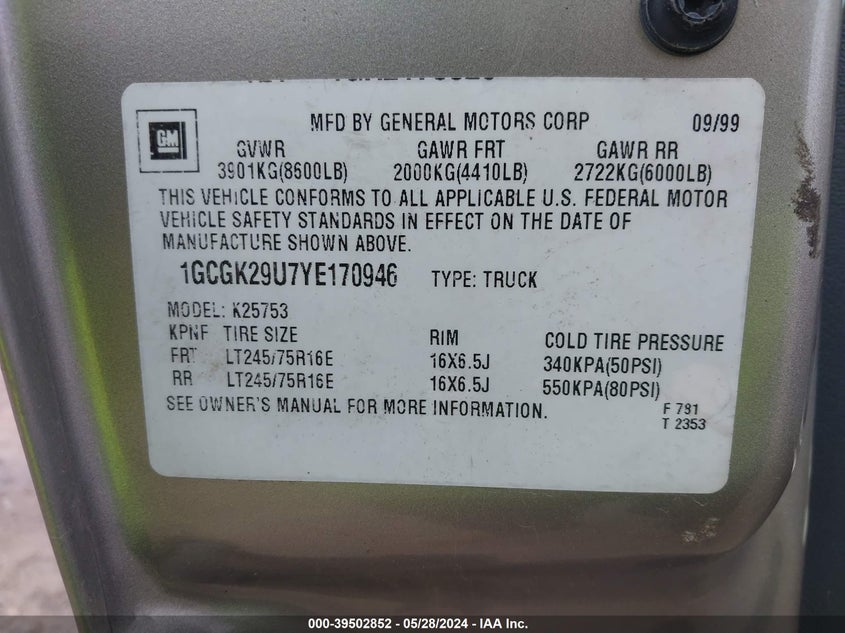 GM
MFD BY GENERAL MOTORS CORP 09/99
GVWR GAWR FRT GAWR RR
3901KG(8600LB) 2000KG(4410LB) 2722KG(6000LB)
THIS VEHICLE CONFORMS TO ALL APPLICABLE U.S. FEDERAL MOTOR
VEHICLE SAFETY STANDARDS IN EFFECT ON THE DATE OF
MANUFACTURE SHOWN ABOVE.
1GCGK29U7YE170946 TYPE: TRUCK
MODEL: K25753
KPNF TIRE SIZE RIM COLD TIRE PRESSURE
FRT LT245/75R16E 16X6.5J 340KPA(50PSI)
RR LT245/75R16E 16X6.5J 550KPA(80PSI)
SEE OWNER'S MANUAL FOR MORE INFORMATION.
F 781
T 2353
000-39502852 / 05/28/2024 - IAA Inc.